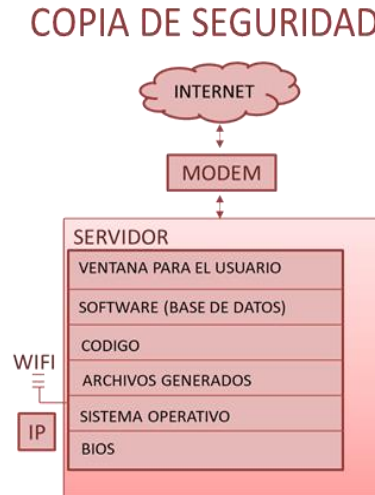 COPIA DE SEGURIDAD
INTERNET
MODEM
SERVIDOR
VENTANA PARA EL USUARIO
SOFTWARE (BASE DE DATOS)
CODIGO
WIFI
ARCHIVOS GENERADOS
SISTEMA OPERATIVO
IP
BIOS